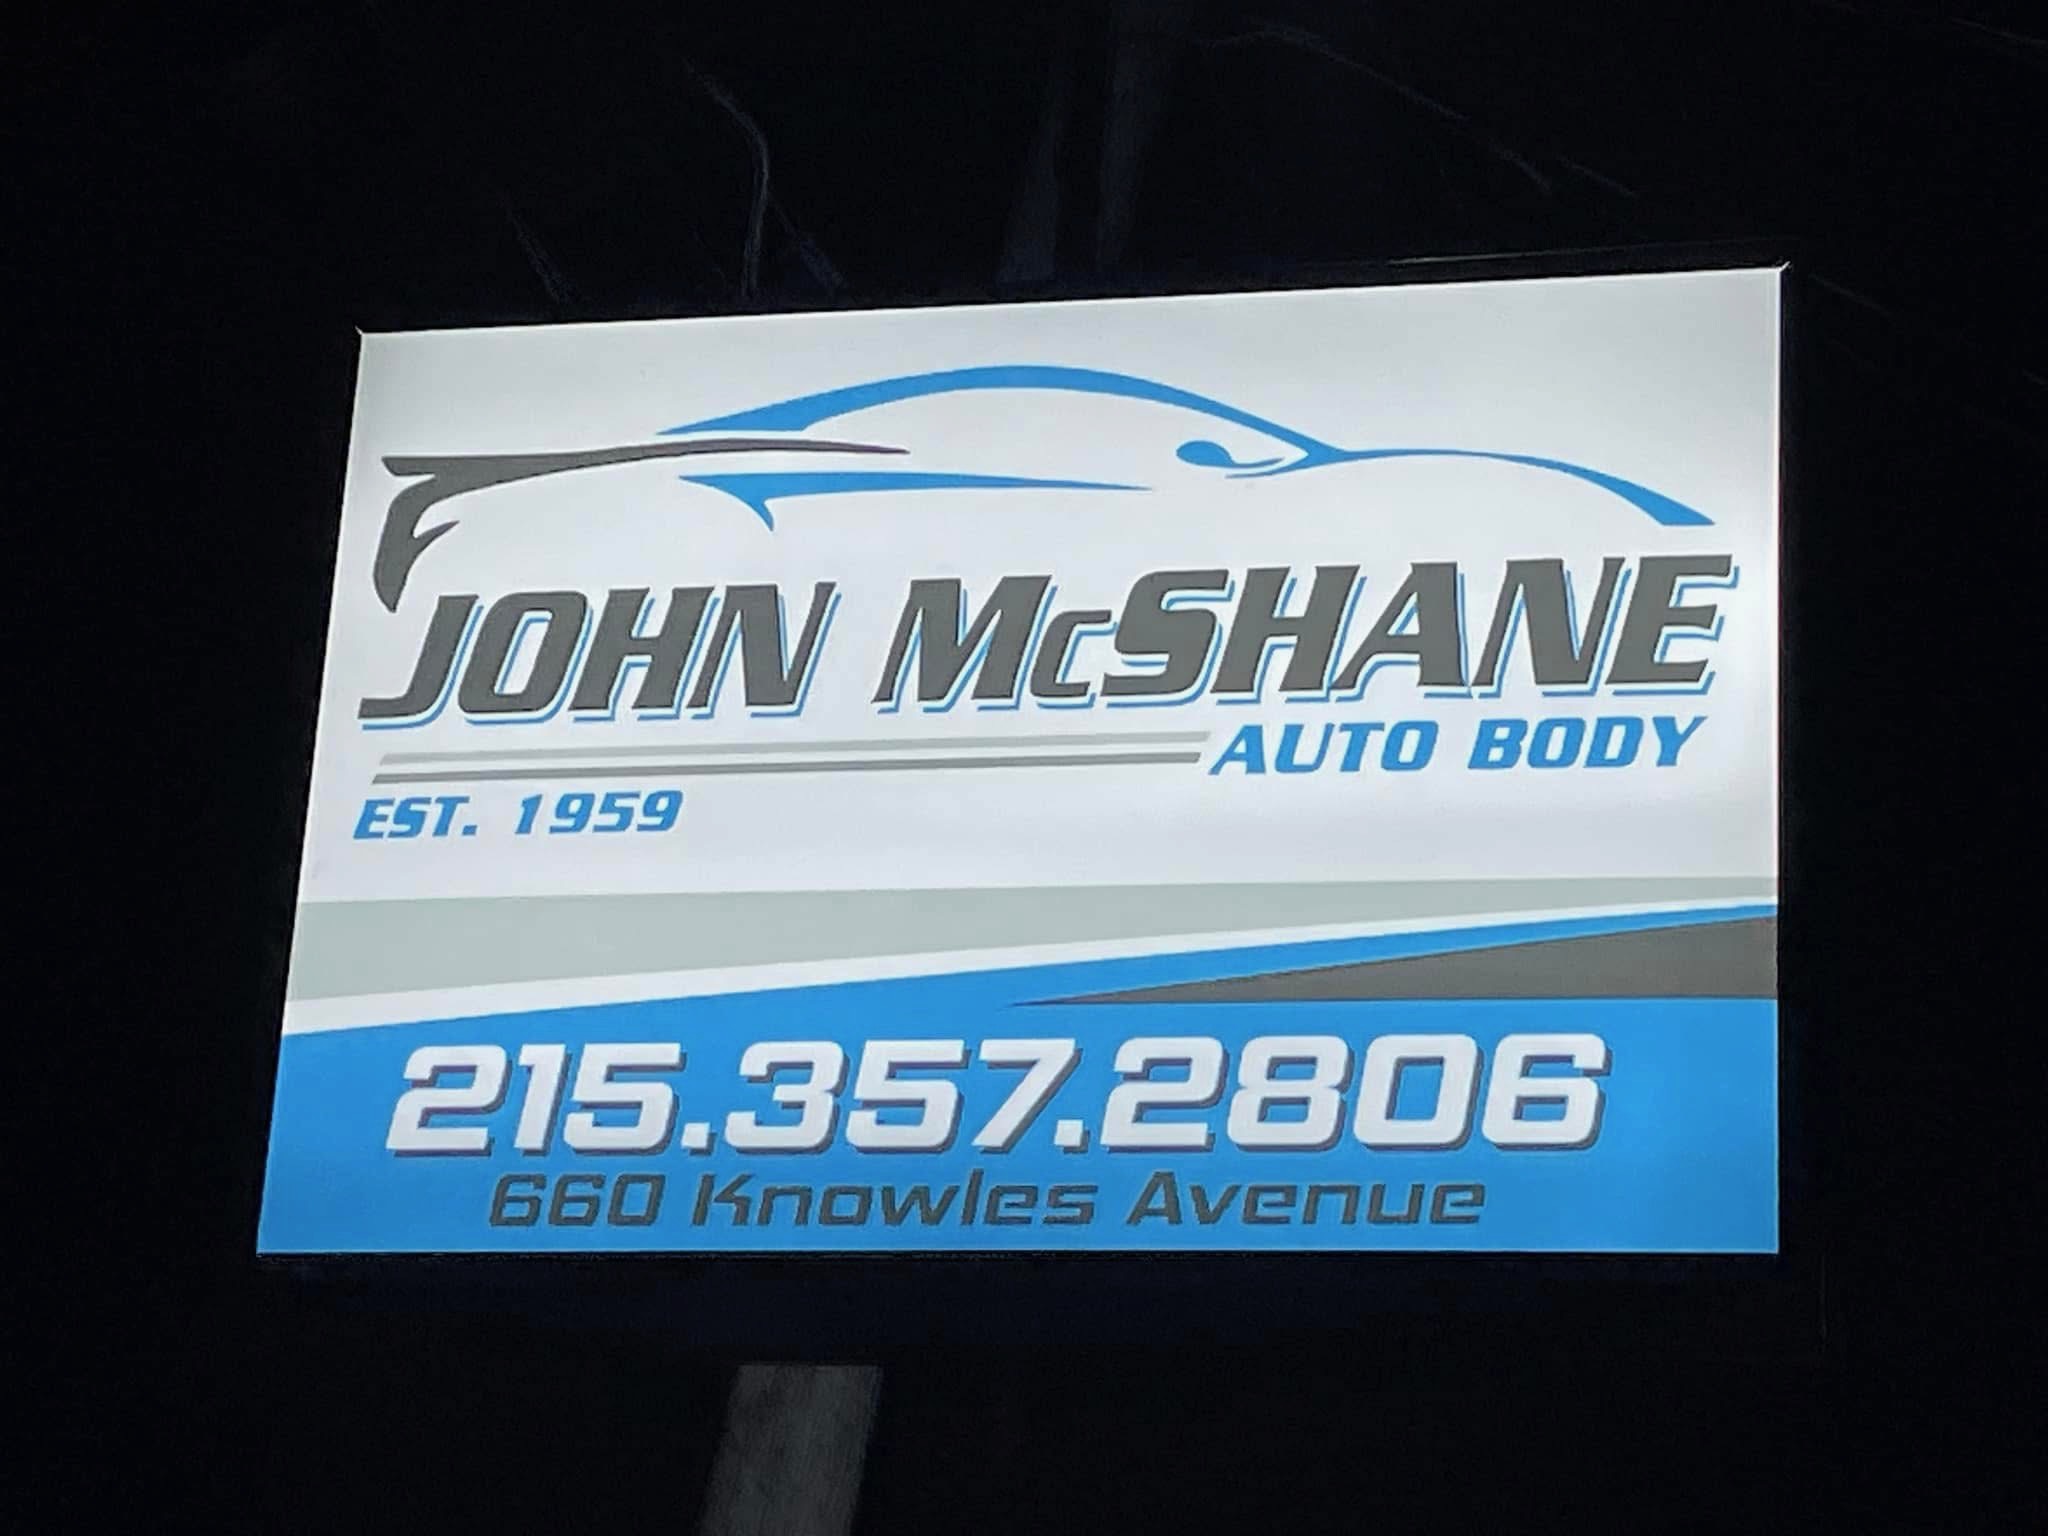 JOHN McSHANE
AUTO BODY
EST. 1959
215.357.2806
660 Knowles Avenue